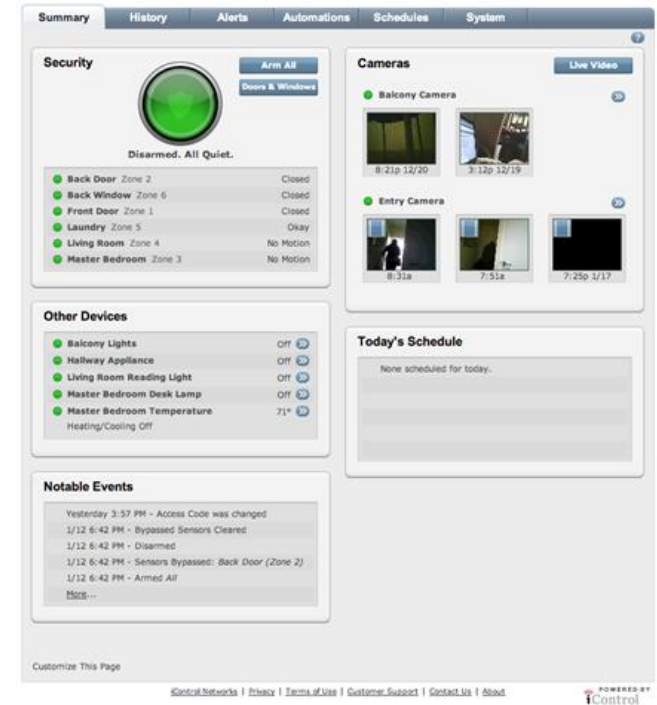 Summary History Alerts Automations Schedules System
?
Security
Arm All
Doors & Windows
Disarmed. All Quiet.
Back Door Zone 2 Closed
Back Window Zone 6 Closed
Front Door Zone 1 Closed
Laundry Zone 5 Okay
Living Room Zone 4 No Motion
Master Bedroom Zone 3 No Motion
Other Devices
Balcony Lights Off
Hallway Appliance Off
Living Room Reading Light Off
Master Bedroom Desk Lamp Off
Master Bedroom Temperature 71°
Heating/Cooling Off
Notable Events
Yesterday 3:57 PM - Access Code was changed
1/12 6:42 PM - Bypassed Sensors Cleared
1/12 6:42 PM - Disarmed
1/12 6:42 PM - Sensors Bypassed: Back Door (Zone 2)
1/12 6:42 PM - Armed All
More...
Cameras
Live Video
Balcony Camera
8:21p 12/20 3:12p 12/19
Entry Camera
8:31a 7:51a 7:25p 1/17
Today's Schedule
None scheduled for today.
Customize This Page
iControl Networks | Privacy | Terms of Use | Customer Support | Contact Us | About
POWERED BY
iControl